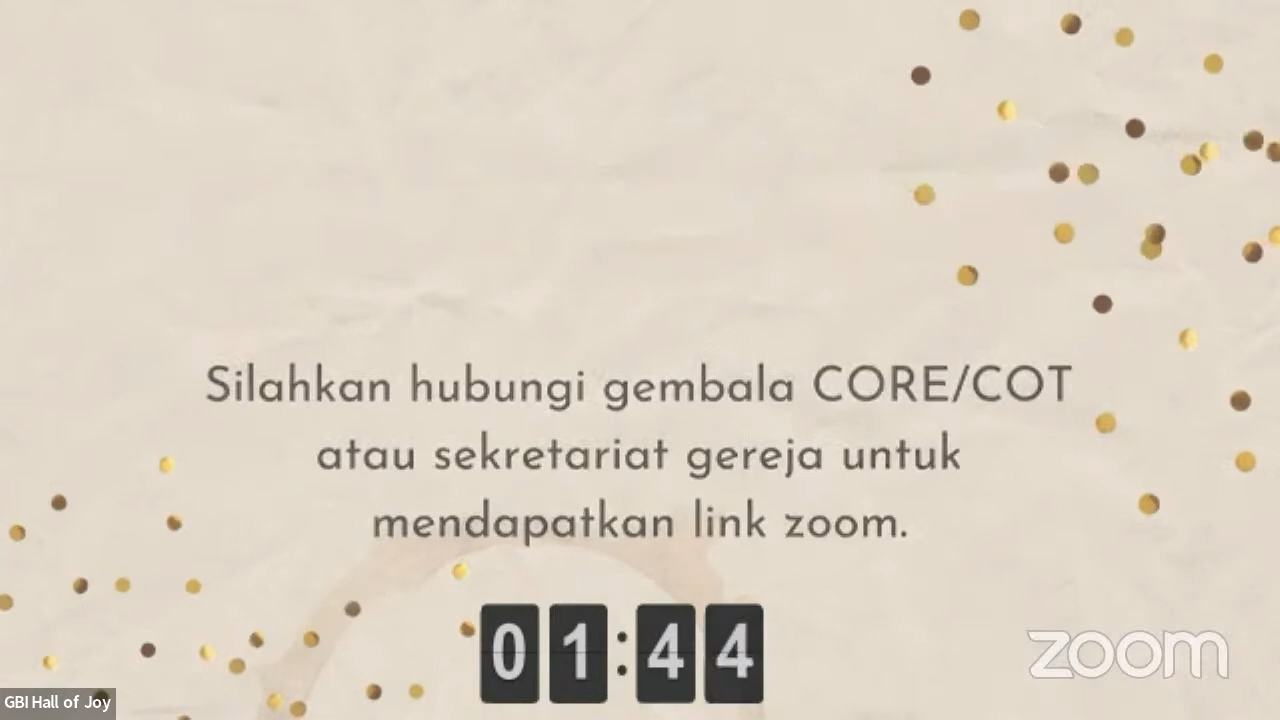 Silahkan hubungi gembala CORE/COT
atau sekretariat gereja untuk
mendapatkan link zoom.
01:44
zoom
GBI Hall of Joy